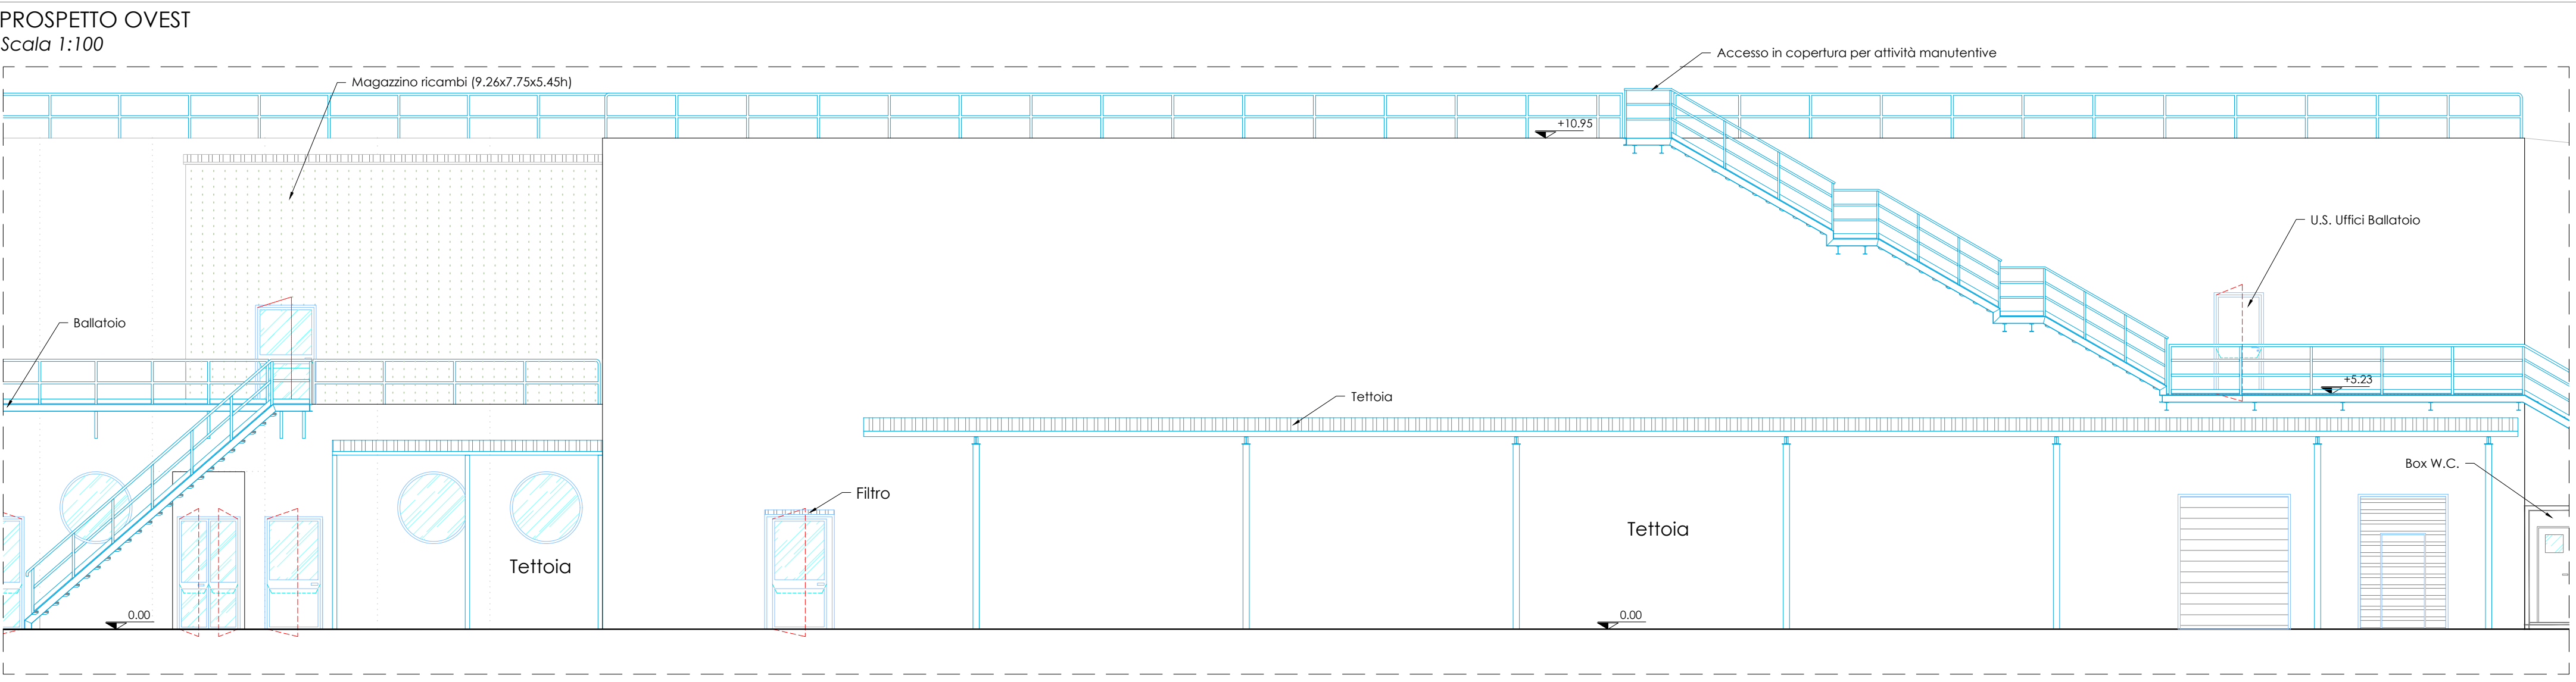 PROSPETTO OVEST
Scala 1:100
Accesso in copertura per attività manutentive
Magazzino ricambi (9.26x7.75x5.45h)
+10.95
U.S. Uffici Ballatoio
Ballatoio
+5.23
Tettoia
Box W.C.
Filtro
Tettoia
Tettoia
0.00
0.00